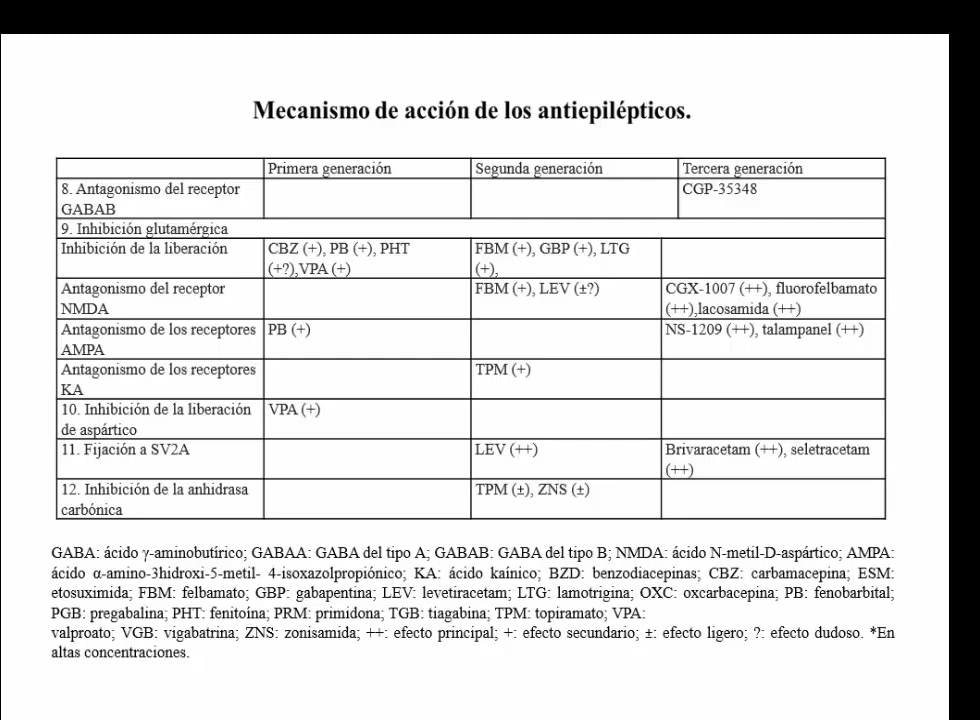 Mecanismo de acción de los antiepilépticos.
Primera generación Segunda generación Tercera generación
8. Antagonismo del receptor GABAB CGP-35348
9. Inhibición glutamérgica
Inhibición de la liberación CBZ (+), PB (+), PHT (+?),VPA (+) FBM (+), GBP (+), LTG (+),
Antagonismo del receptor NMDA FBM (+), LEV (±?) CGX-1007 (++), fluorofelbamato (++),lacosamida (++)
Antagonismo de los receptores AMPA PB (+) NS-1209 (++), talampanel (++)
Antagonismo de los receptores KA TPM (+)
10. Inhibición de la liberación de aspártico VPA (+)
11. Fijación a SV2A LEV (++) Brivaracetam (++), seletracetam (++)
12. Inhibición de la anhidrasa carbónica TPM (±), ZNS (±)
GABA: ácido γ-aminobutírico; GABAA: GABA del tipo A; GABAB: GABA del tipo B; NMDA: ácido N-metil-D-aspártico; AMPA:
ácido α-amino-3hidroxi-5-metil- 4-isoxazolpropiónico; KA: ácido kaínico; BZD: benzodiacepinas; CBZ: carbamacepina; ESM:
etosuximida; FBM: felbamato; GBP: gabapentina; LEV: levetiracetam; LTG: lamotrigina; OXC: oxcarbacepina; PB: fenobarbital;
PGB: pregabalina; PHT: fenitoína; PRM: primidona; TGB: tiagabina; TPM: topiramato; VPA:
valproato; VGB: vigabatrina; ZNS: zonisamida; ++: efecto principal; +: efecto secundario; ±: efecto ligero; ?: efecto dudoso. *En
altas concentraciones.